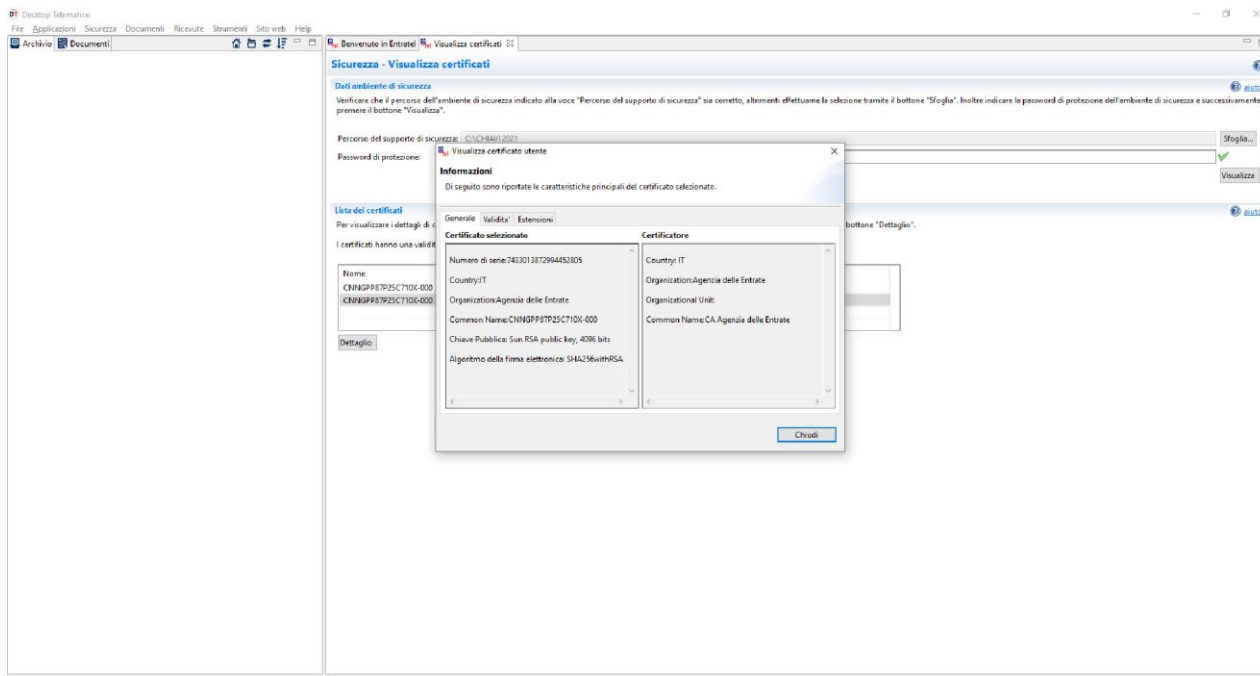 Desktop Telematico
File Applicazioni Sicurezza Documenti Ricevute Strumenti Sito web Help
Archivio Documenti
Benvenuto in Entratel Visualizza certificati
Sicurezza - Visualizza certificati
Dati ambiente di sicurezza
aiuto
Verificare che il percorso dell'ambiente di sicurezza indicato alla voce "Percorso del supporto di sicurezza" sia corretto, altrimenti effettuarne la selezione tramite il bottone "Sfoglia". Inoltre indicare la password di protezione dell'ambiente di sicurezza e successivamente
premere il bottone "Visualizza".
Percorso del supporto di sicurezza: C:\CHIAVI 2021
Sfoglia...
Password di protezione:
Visualizza
Lista dei certificati
aiuto
Per visualizzare i dettagli di c
bottone "Dettaglio".
I certificati hanno una validit
Nome
CNNGPP87P25C710X-000
CNNGPP87P25C710X-000
Dettaglio
Visualizza certificato utente
Informazioni
Di seguito sono riportate le caratteristiche principali del certificato selezionato.
Generale Validita' Estensioni
Certificato selezionato
Numero di serie:7433013872994452805
Country:IT
Organization:Agenzia delle Entrate
Common Name:CNNGPP87P25C710X-000
Chiave Pubblica: Sun RSA public key, 4096 bits
Algoritmo della firma elettronica: SHA256withRSA
Certificatore
Country: IT
Organization:Agenzia delle Entrate
Organizational Unit:
Common Name:CA Agenzia delle Entrate
Chiudi